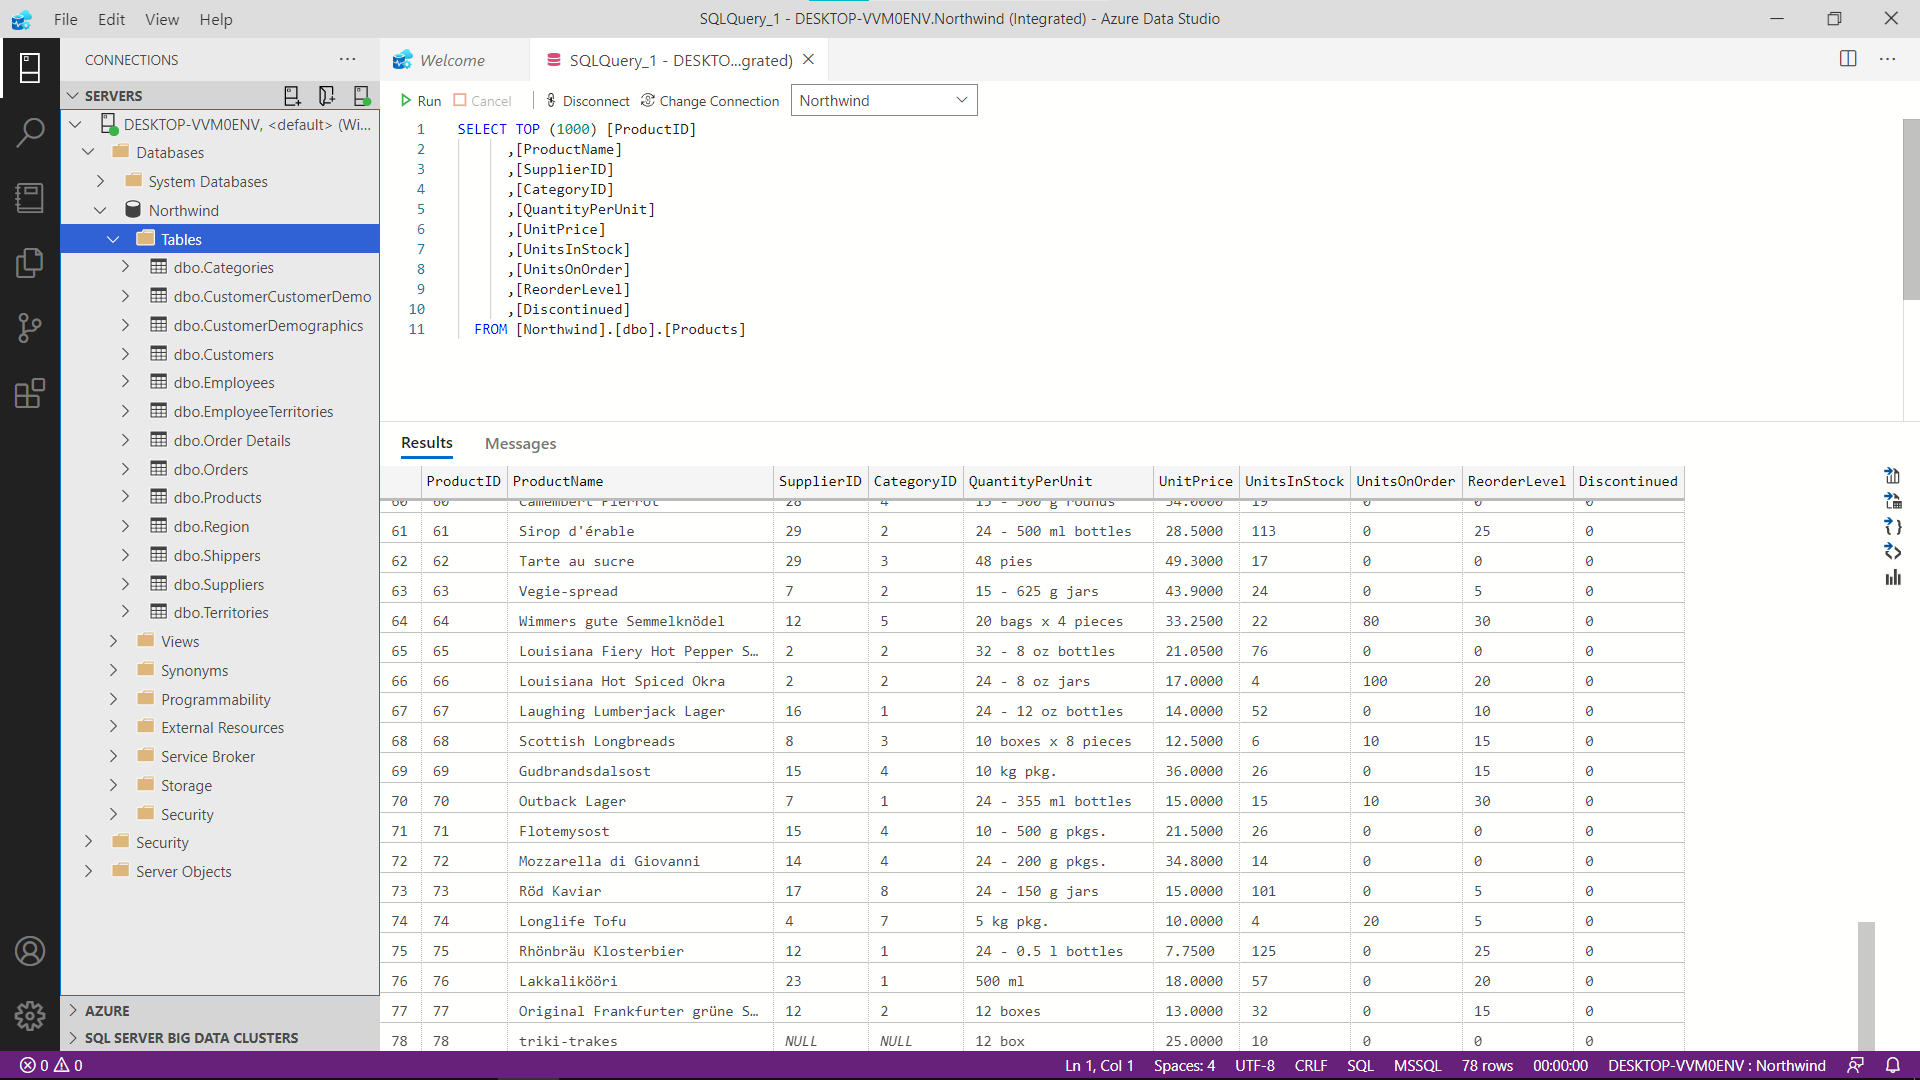 File Edit View Help
SQLQuery_1 - DESKTOP-VVM0ENV.Northwind (Integrated) - Azure Data Studio
CONNECTIONS
SERVERS
DESKTOP-VVM0ENV, <default> (Wi...
Databases
System Databases
Northwind
Tables
dbo.Categories
dbo.CustomerCustomerDemo
dbo.CustomerDemographics
dbo.Customers
dbo.Employees
dbo.EmployeeTerritories
dbo.Order Details
dbo.Orders
dbo.Products
dbo.Region
dbo.Shippers
dbo.Suppliers
dbo.Territories
Views
Synonyms
Programmability
External Resources
Service Broker
Storage
Security
Security
Server Objects
AZURE
SQL SERVER BIG DATA CLUSTERS
Welcome
SQLQuery_1 - DESKTO...grated)
Run Cancel Disconnect Change Connection Northwind
1 SELECT TOP (1000) [ProductID]
2 ,[ProductName]
3 ,[SupplierID]
4 ,[CategoryID]
5 ,[QuantityPerUnit]
6 ,[UnitPrice]
7 ,[UnitsInStock]
8 ,[UnitsOnOrder]
9 ,[ReorderLevel]
10 ,[Discontinued]
11 FROM [Northwind].[dbo].[Products]
Results Messages
ProductID ProductName SupplierID CategoryID QuantityPerUnit UnitPrice UnitsInStock UnitsOnOrder ReorderLevel Discontinued
60 60 Camembert Pierrot 28 4 15 - 300 g rounds 34.0000 19 0 0 0
61 61 Sirop d'érable 29 2 24 - 500 ml bottles 28.5000 113 0 25 0
62 62 Tarte au sucre 29 3 48 pies 49.3000 17 0 0 0
63 63 Vegie-spread 7 2 15 - 625 g jars 43.9000 24 0 5 0
64 64 Wimmers gute Semmelknödel 12 5 20 bags x 4 pieces 33.2500 22 80 30 0
65 65 Louisiana Fiery Hot Pepper S... 2 2 32 - 8 oz bottles 21.0500 76 0 0 0
66 66 Louisiana Hot Spiced Okra 2 2 24 - 8 oz jars 17.0000 4 100 20 0
67 67 Laughing Lumberjack Lager 16 1 24 - 12 oz bottles 14.0000 52 0 10 0
68 68 Scottish Longbreads 8 3 10 boxes x 8 pieces 12.5000 6 10 15 0
69 69 Gudbrandsdalsost 15 4 10 kg pkg. 36.0000 26 0 15 0
70 70 Outback Lager 7 1 24 - 355 ml bottles 15.0000 15 10 30 0
71 71 Flotemysost 15 4 10 - 500 g pkgs. 21.5000 26 0 0 0
72 72 Mozzarella di Giovanni 14 4 24 - 200 g pkgs. 34.8000 14 0 0 0
73 73 Röd Kaviar 17 8 24 - 150 g jars 15.0000 101 0 5 0
74 74 Longlife Tofu 4 7 5 kg pkg. 10.0000 4 20 5 0
75 75 Rhönbräu Klosterbier 12 1 24 - 0.5 l bottles 7.7500 125 0 25 0
76 76 Lakkalikööri 23 1 500 ml 18.0000 57 0 20 0
77 77 Original Frankfurter grüne S... 12 2 12 boxes 13.0000 32 0 15 0
78 78 triki-trakes NULL NULL 12 box 25.0000 10 0 0 0
0 0 Ln 1, Col 1 Spaces: 4 UTF-8 CRLF SQL MSSQL 78 rows 00:00:00 DESKTOP-VVM0ENV : Northwind